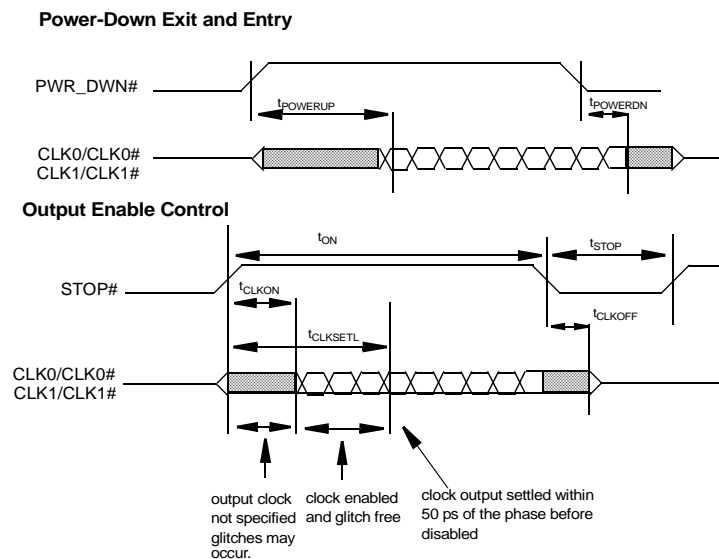 Power-Down Exit and Entry
PWR_DWN#
tPOWERUP
tPOWERDN
CLK0/CLK0#
CLK1/CLK1#
Output Enable Control
tON
tSTOP
STOP#
tCLKON
tCLKSETL
tCLKOFF
CLK0/CLK0#
CLK1/CLK1#
output clock
not specified
glitches may
occur.
clock enabled
and glitch free
clock output settled within
50 ps of the phase before
disabled